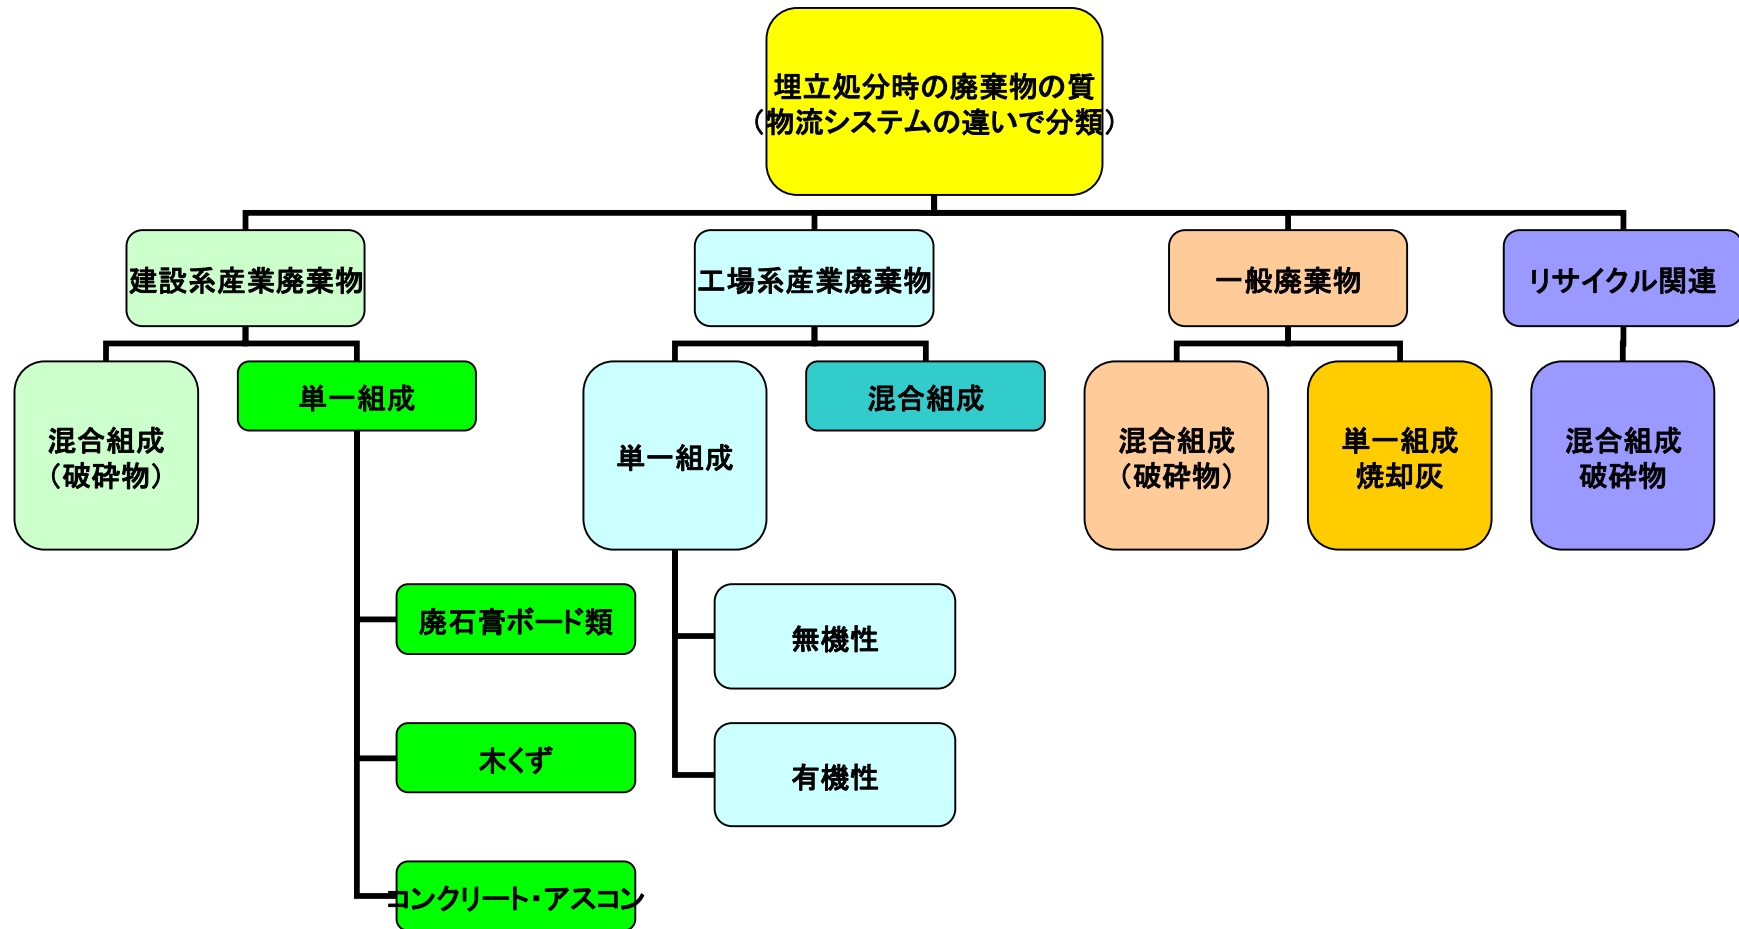 埋立処分時の廃棄物の質
（物流システムの違いで分類）
建設系産業廃棄物
工場系産業廃棄物
一般廃棄物
リサイクル関連
混合組成
（破砕物）
単一組成
単一組成
混合組成
混合組成
（破砕物）
単一組成
焼却灰
混合組成
破砕物
廃石膏ボード類
木くず
コンクリート・アスコン
無機性
有機性